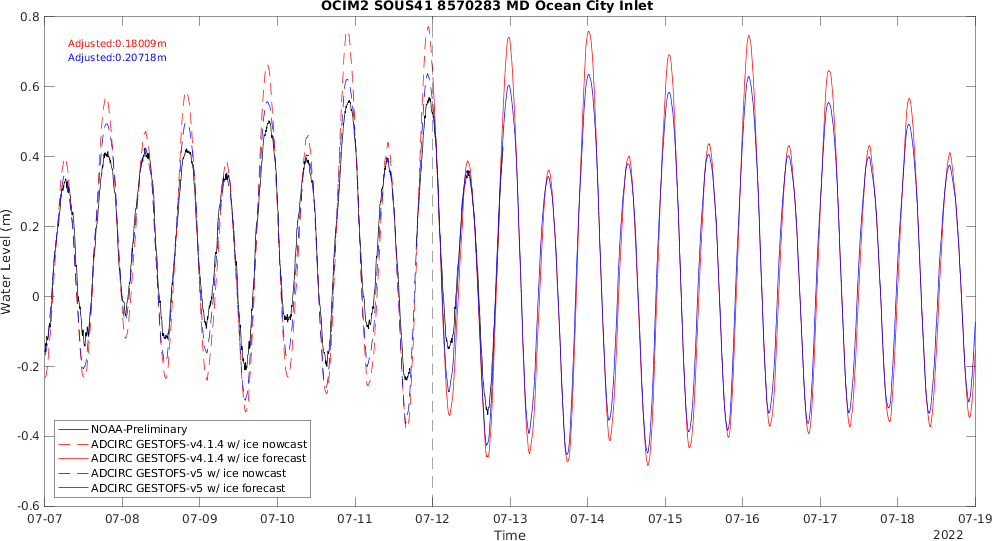 OCIM2 SOUS41 8570283 MD Ocean City Inlet
0.8
Adjusted:0.18009m
Adjusted:0.20718m
0.6
0.4
0.2
0
-0.2
-0.4
-0.6
Water Level (m)
NOAA-Preliminary
ADCIRC GESTOFS-v4.1.4 w/ ice nowcast
ADCIRC GESTOFS-v4.1.4 w/ ice forecast
ADCIRC GESTOFS-v5 w/ ice nowcast
ADCIRC GESTOFS-v5 w/ ice forecast
07-07 07-08 07-09 07-10 07-11 07-12 07-13 07-14 07-15 07-16 07-17 07-18 07-19
Time
2022